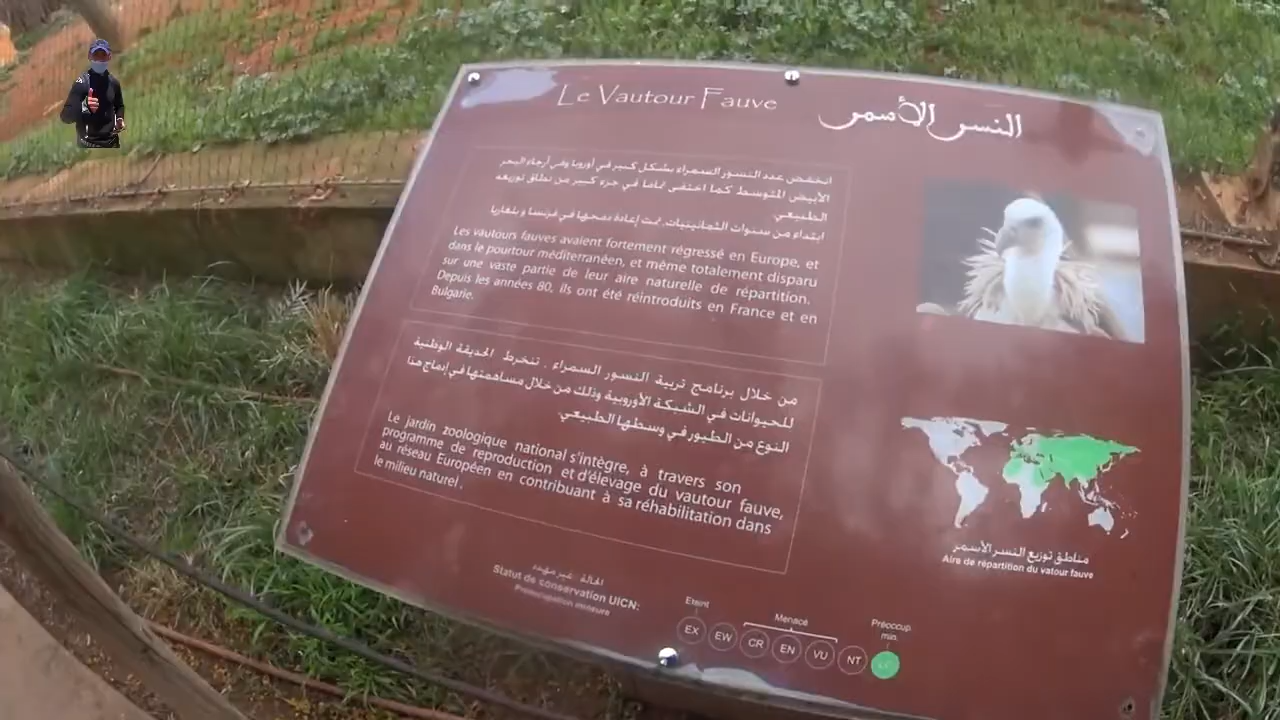 Le Vautour Fauve
النسر الأسمر
انخفض عدد النسور السمراء بشكل كبير في أوروبا وفي أرجاء البحر
الأبيض المتوسط كما اختفى تماما في جزء كبير من نطاق توزيعه
الطبيعي.
ابتداء من سنوات الثمانينيات, تمت إعادة دمجها في فرنسا و بلغاريا
Les vautours fauves avaient fortement régressé en Europe, et
dans le pourtour méditerranéen, et même totalement disparu
sur une vaste partie de leur aire naturelle de répartition.
Depuis les années 80, ils ont été réintroduits en France et en
Bulgarie.
من خلال برنامج تربية النسور السمراء . تنخرط الحديقة الوطنية
للحيوانات في الشبكة الأوروبية وذلك من خلال مساهمتها في إدماج هذا
النوع من الطيور في وسطها الطبيعي.
Le jardin zoologique national s'intègre, à travers son
programme de reproduction et d'élevage du vautour fauve,
au réseau Européen en contribuant à sa réhabilitation dans
le milieu naturel.
مناطق توزيع النسر الأسمر
Aire de répartition du vatour fauve
الحالة غير مهددة
Statut de conservation UICN:
Préoccupation mineure
Eteint
Menacé
Préoccup.
min.
EX EW CR EN VU NT LC